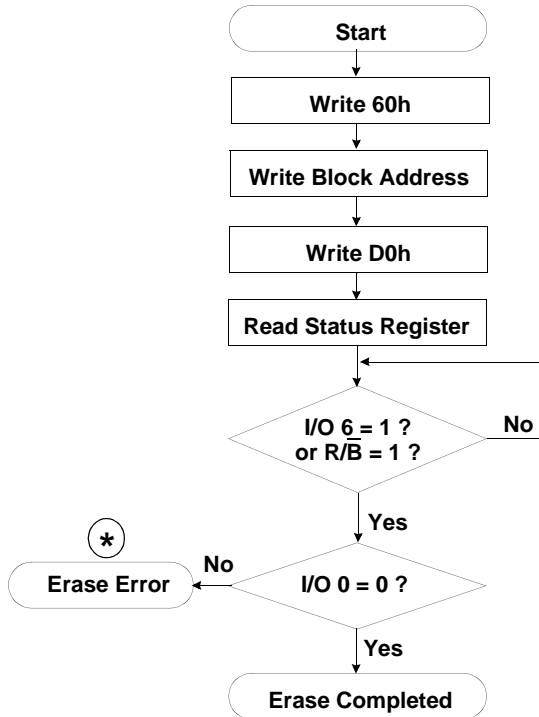 Start
Write 60h
Write Block Address
Write D0h
Read Status Register
I/O 6 = 1 ?
or R/B̅ = 1 ?
No
Yes
*
No
Erase Error
I/O 0 = 0 ?
Yes
Erase Completed